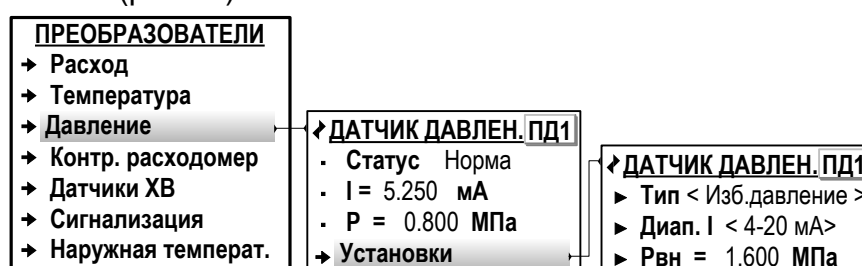 ПРЕОБРАЗОВАТЕЛИ
➔ Расход
➔ Температура
➔ Давление
➔ Контр. расходомер
➔ Датчики ХВ
➔ Сигнализация
➔ Наружная температ.
ДАТЧИК ДАВЛЕН. ПД1
▪ Статус Норма
▪ I = 5.250 мА
▪ P = 0.800 МПа
➔ Установки
ДАТЧИК ДАВЛЕН. ПД1
► Тип < Изб.давление >
► Диап. I < 4-20 мА>
► Рвн = 1.600 МПа